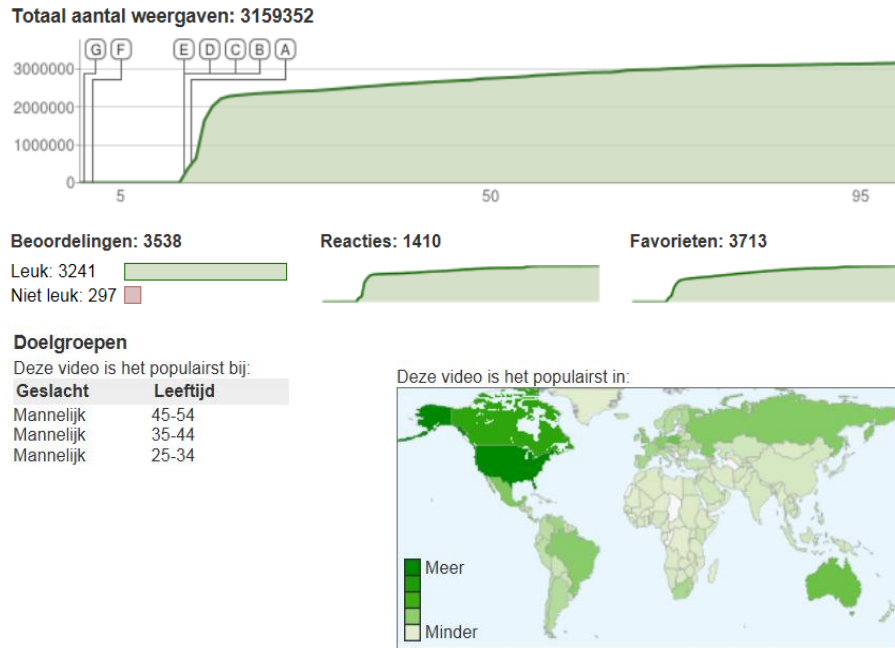 Totaal aantal weergaven: 3159352
G F E D C B A
3000000
2000000
1000000
0
5 50 95
Beoordelingen: 3538 Reacties: 1410 Favorieten: 3713
Leuk: 3241
Niet leuk: 297
Doelgroepen
Deze video is het populairst bij:
Geslacht Leeftijd
Mannelijk 45-54
Mannelijk 35-44
Mannelijk 25-34
Deze video is het populairst in:
Meer
Minder